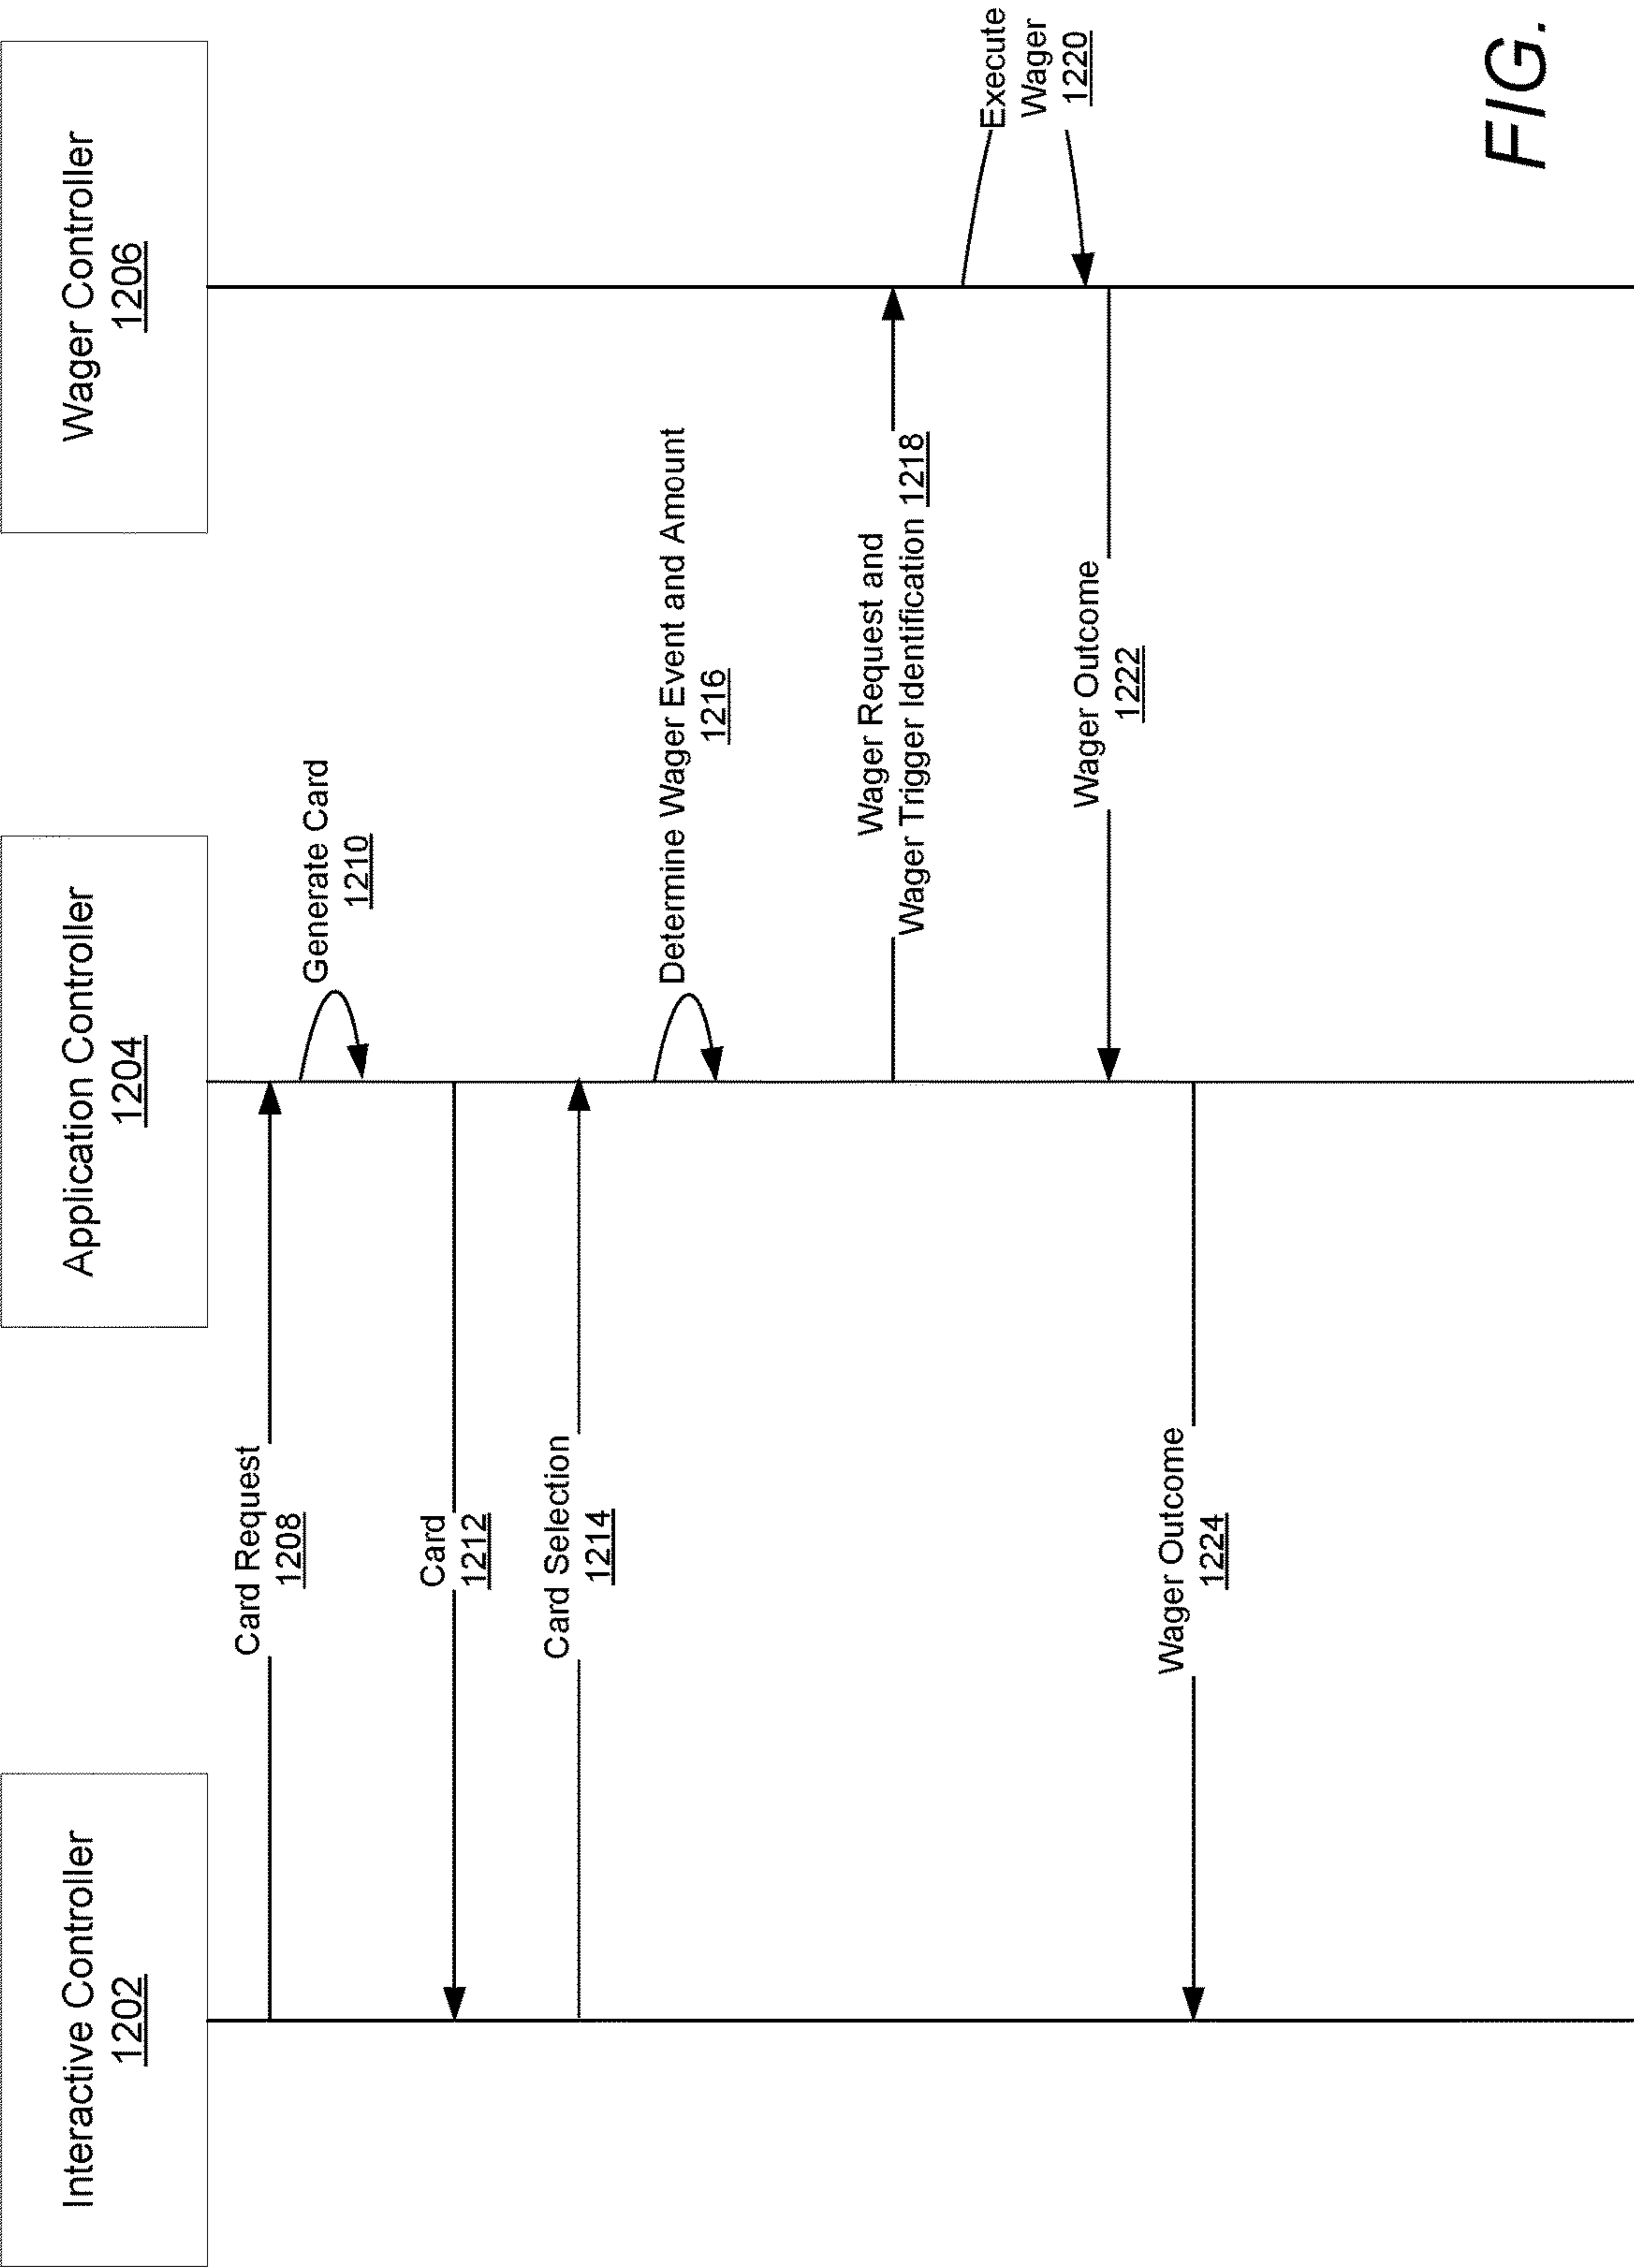 Interactive Controller
1202
Application Controller
1204
Wager Controller
1206
Card Request
1208
Generate Card
1210
Card
1212
Card Selection
1214
Determine Wager Event and Amount
1216
Wager Request and
Wager Trigger Identification 1218
Execute
Wager
1220
Wager Outcome
1222
Wager Outcome
1224
FIG.